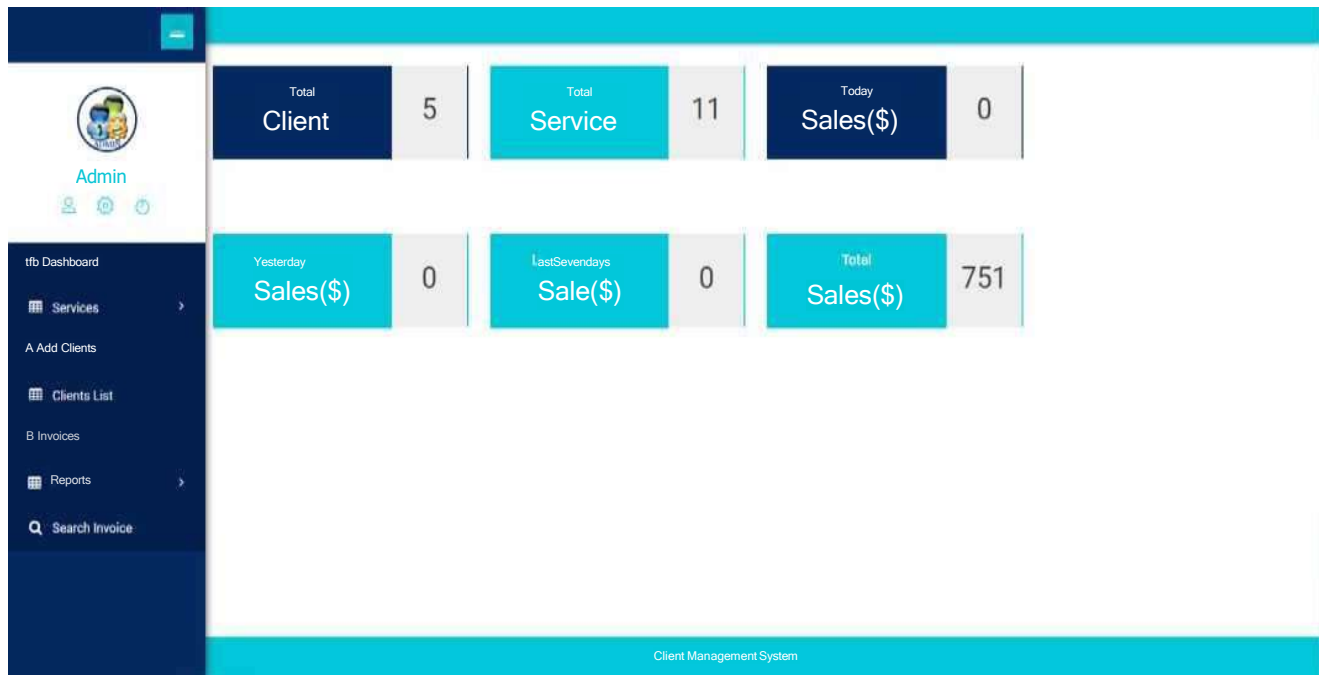 ADMIN
Admin
tfb Dashboard
Services
A Add Clients
Clients List
B Invoices
Reports
Search Invoice
Total
Client
5
Total
Service
11
Today
Sales($)
0
Yesterday
Sales($)
0
LastSevendays
Sale($)
0
Total
Sales($)
751
Client Management System